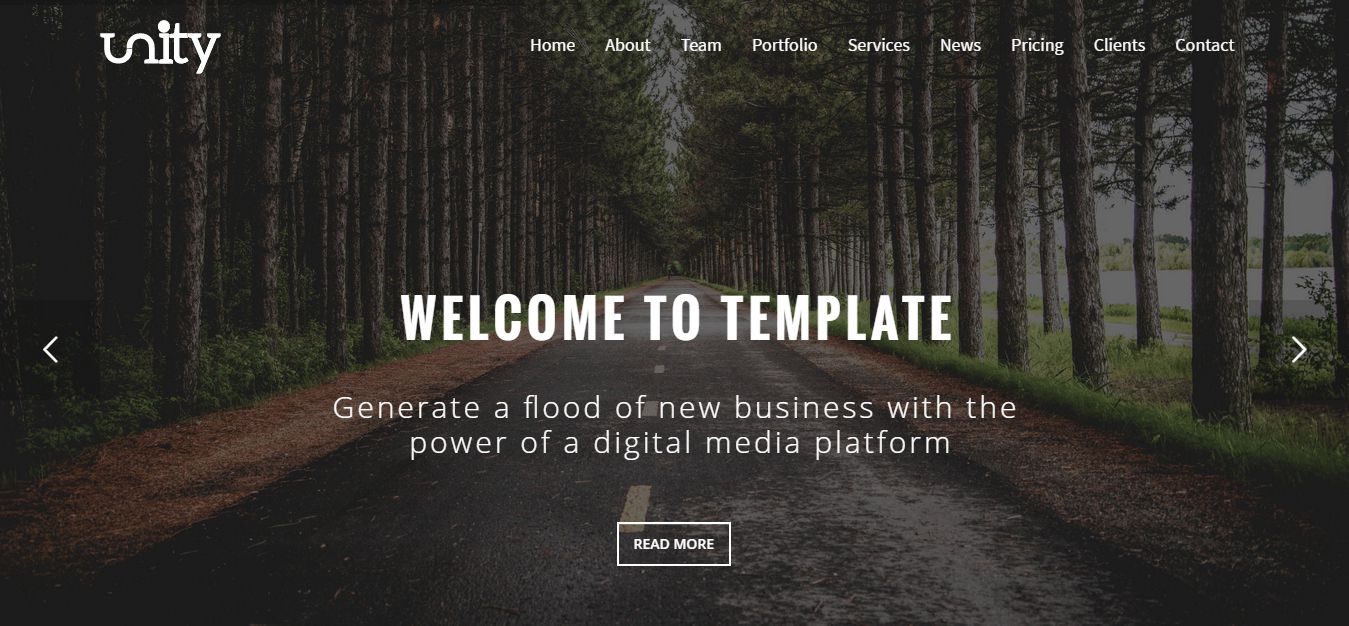 unity
Home About Team Portfolio Services News Pricing Clients Contact
WELCOME TO TEMPLATE
Generate a flood of new business with the
power of a digital media platform
READ MORE